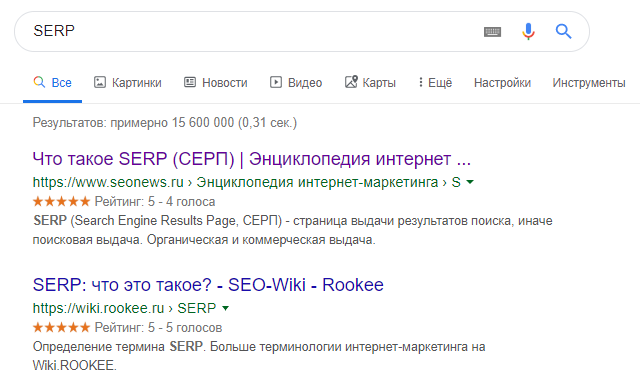 SERP
Все Картинки Новости Видео Карты Ещё Настройки Инструменты
Результатов: примерно 15 600 000 (0,31 сек.)
Что такое SERP (СЕРП) | Энциклопедия интернет ...
https://www.seonews.ru › Энциклопедия интернет-маркетинга › S
Рейтинг: 5 - 4 голоса
SERP (Search Engine Results Page, СЕРП) - страница выдачи результатов поиска, иначе
поисковая выдача. Органическая и коммерческая выдача.
SERP: что это такое? - SEO-Wiki - Rookee
https://wiki.rookee.ru › SERP
Рейтинг: 5 - 5 голосов
Определение термина SERP. Больше терминологии интернет-маркетинга на
Wiki.ROOKEE.